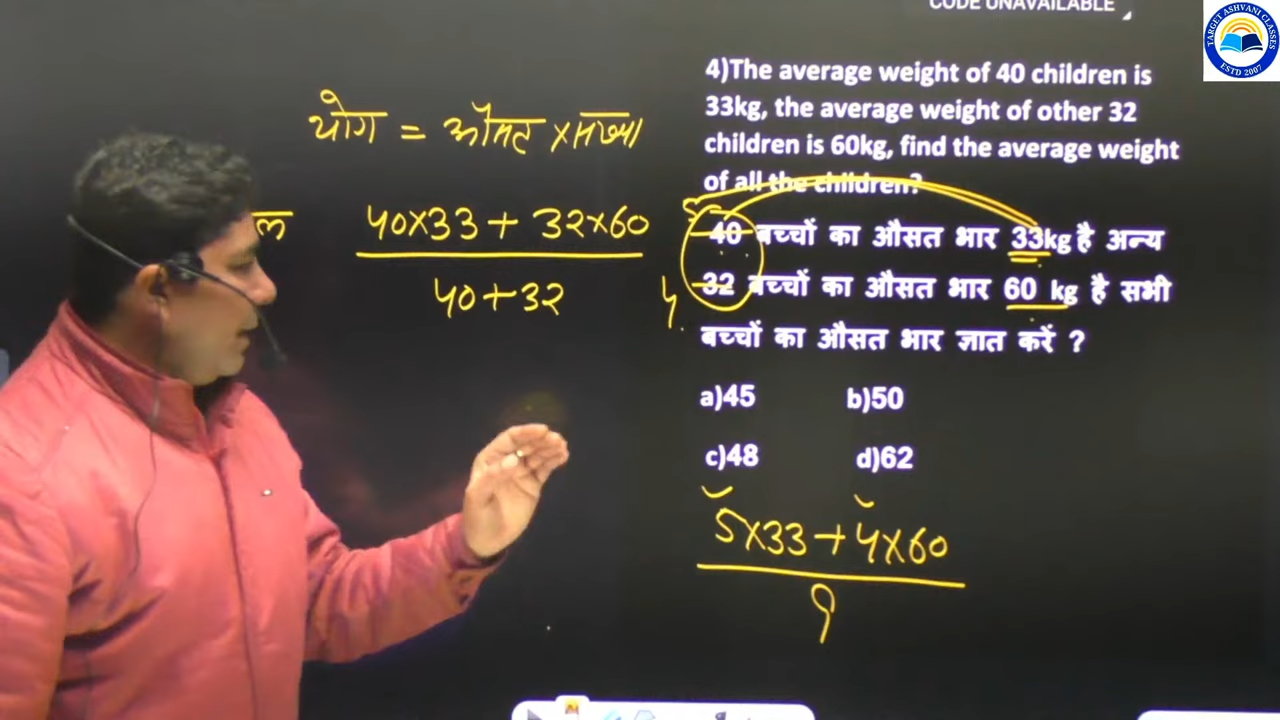 CODE UNAVAILABLE
TARGET ASHVANI CLASSES
ESTD 2007
4)The average weight of 40 children is
33kg, the average weight of other 32
children is 60kg, find the average weight
of all the children?
40 बच्चों का औसत भार 33kg है अन्य
32 बच्चों का औसत भार 60 kg है सभी
बच्चों का औसत भार ज्ञात करें ?
a)45 b)50
c)48 d)62
योग = औसत × संख्या
40×33 + 32×60
40+32
5
4
5×33+4×60
9